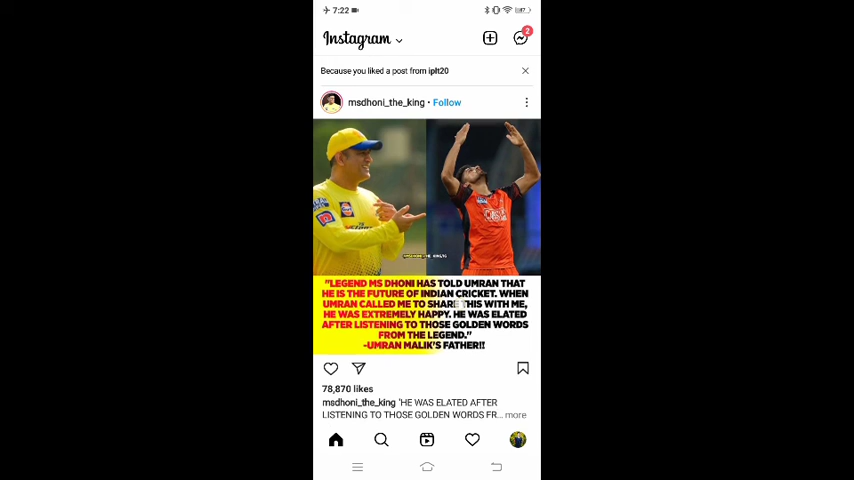 7:22
47
Instagram
2
Because you liked a post from iplt20
msdhoni_the_king • Follow
"LEGEND MS DHONI HAS TOLD UMRAN THAT
HE IS THE FUTURE OF INDIAN CRICKET. WHEN
UMRAN CALLED ME TO SHARE THIS WITH ME,
HE WAS EXTREMELY HAPPY. HE WAS ELATED
AFTER LISTENING TO THOSE GOLDEN WORDS
FROM THE LEGEND."
-UMRAN MALIK'S FATHER!!
78,870 likes
msdhoni_the_king 'HE WAS ELATED AFTER
LISTENING TO THOSE GOLDEN WORDS FR... more